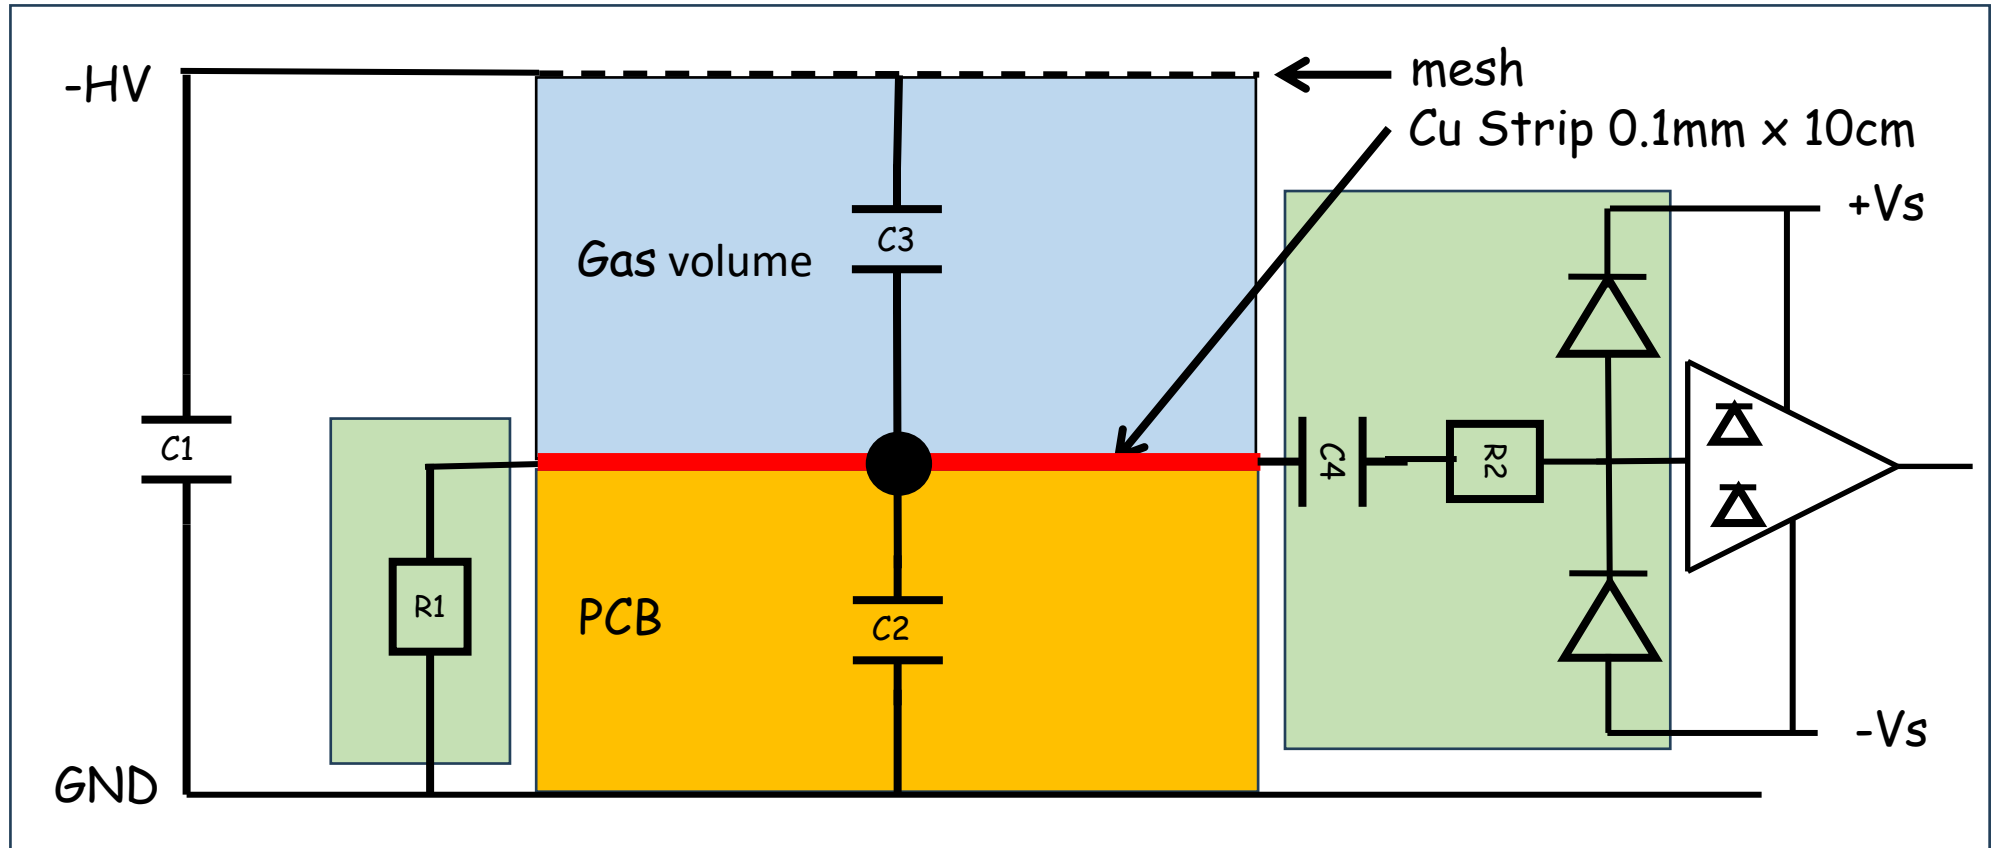 -HV
mesh
Cu Strip 0.1mm x 10cm
+Vs
C3
Gas volume
C1
C4
R2
R1
PCB
C2
-Vs
GND